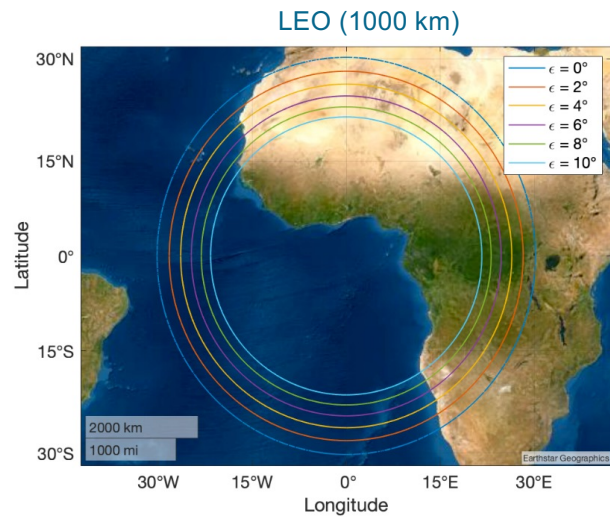 LEO (1000 km)
30°N
15°N
0°
15°S
30°S
Latitude
ϵ = 0°
ϵ = 2°
ϵ = 4°
ϵ = 6°
ϵ = 8°
ϵ = 10°
2000 km
1000 mi
Earthstar Geographics
30°W
15°W
0°
15°E
30°E
Longitude